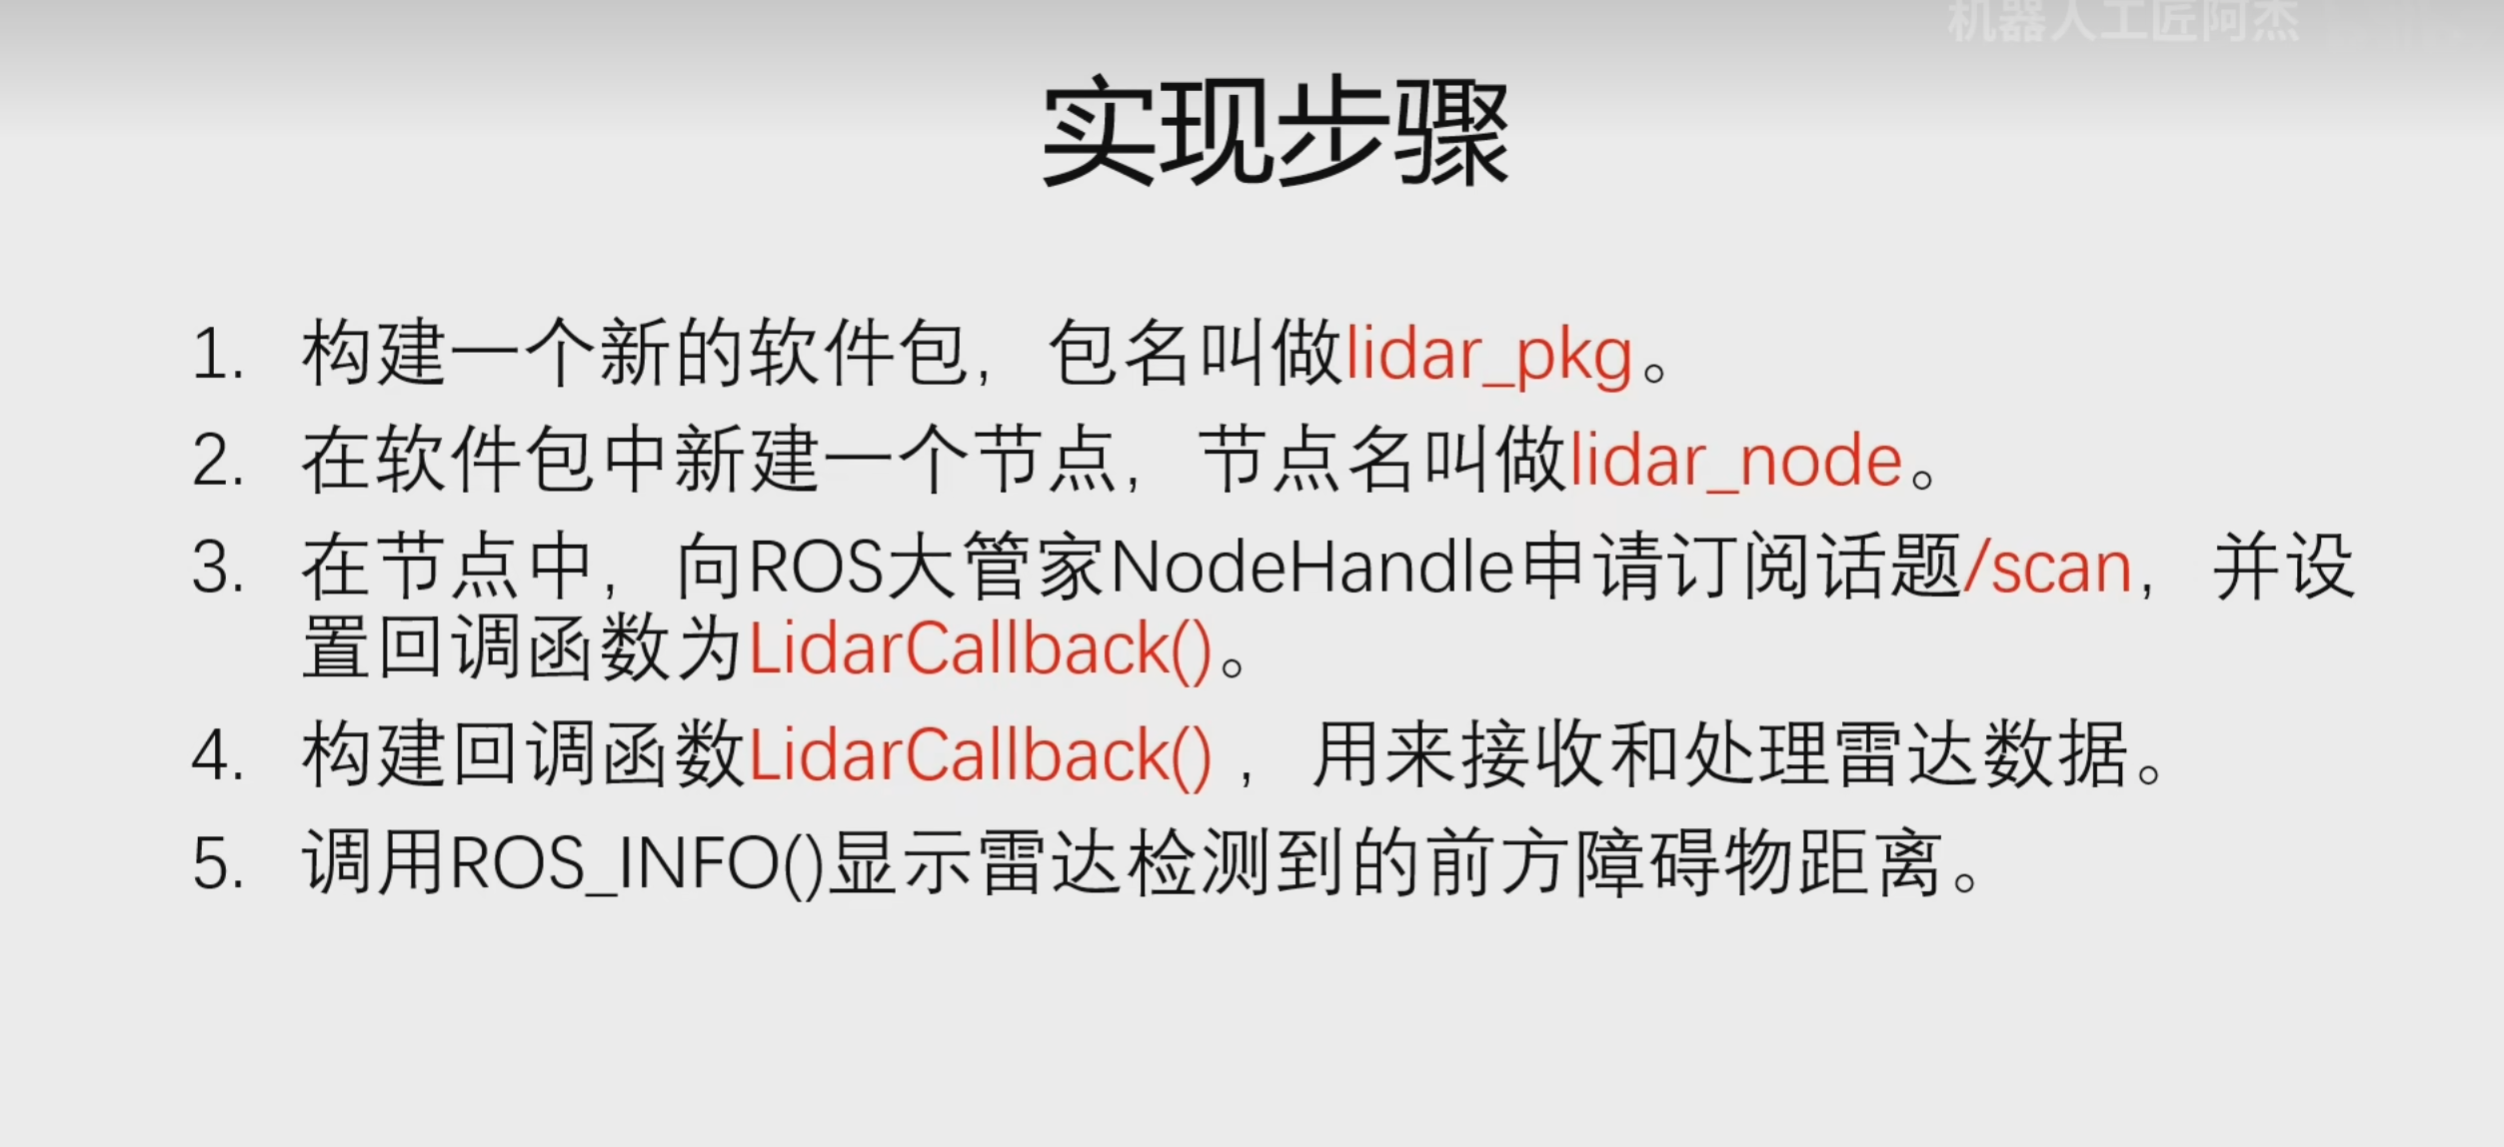 机器人工匠阿杰
实现步骤
1. 构建一个新的软件包，包名叫做lidar_pkg。
2. 在软件包中新建一个节点，节点名叫做lidar_node。
3. 在节点中，向ROS大管家NodeHandle申请订阅话题/scan，并设
置回调函数为LidarCallback()。
4. 构建回调函数LidarCallback()，用来接收和处理雷达数据。
5. 调用ROS_INFO()显示雷达检测到的前方障碍物距离。